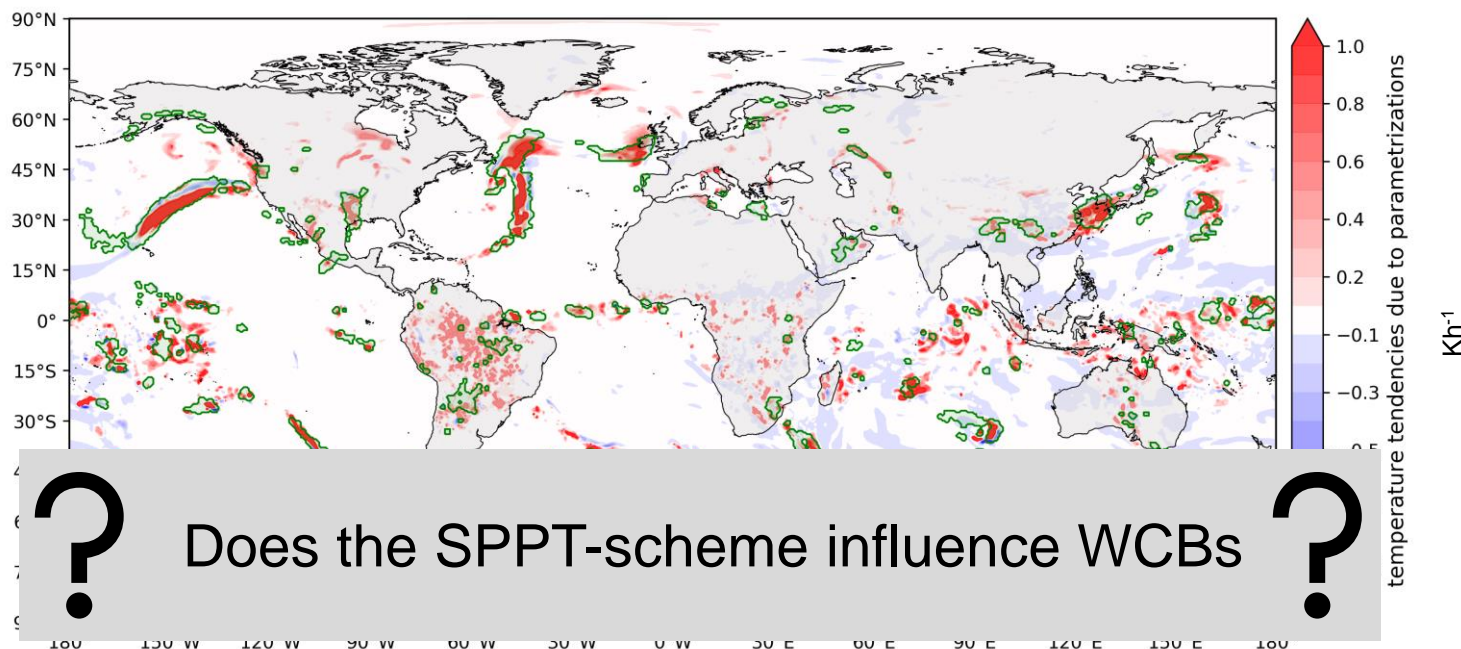 90°N
75°N
60°N
45°N
30°N
15°N
0°
15°S
30°S
1.0
0.8
0.6
0.4
0.2
−0.1
−0.3
temperature tendencies due to parametrizations
Kh⁻¹
? Does the SPPT-scheme influence WCBs ?
180 150 W 120 W 90 W 60 W 30 W 0 W 30 E 60 E 90 E 120 E 150 E 180